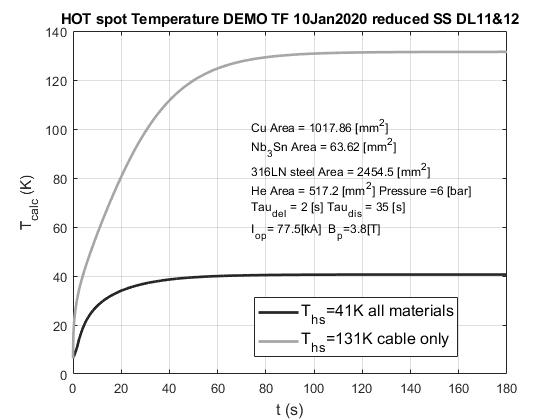 HOT spot Temperature DEMO TF 10Jan2020 reduced SS DL11&12
140
120
100
80
60
40
20
0
T_calc (K)
Cu Area = 1017.86 [mm²]
Nb₃Sn Area = 63.62 [mm²]
316LN steel Area = 2454.5 [mm²]
He Area = 517.2 [mm²] Pressure =6 [bar]
Tau_del = 2 [s] Tau_dis = 35 [s]
I_op= 77.5[kA] B_p=3.8[T]
T_hs=41K all materials
T_hs=131K cable only
0 20 40 60 80 100 120 140 160 180
t (s)